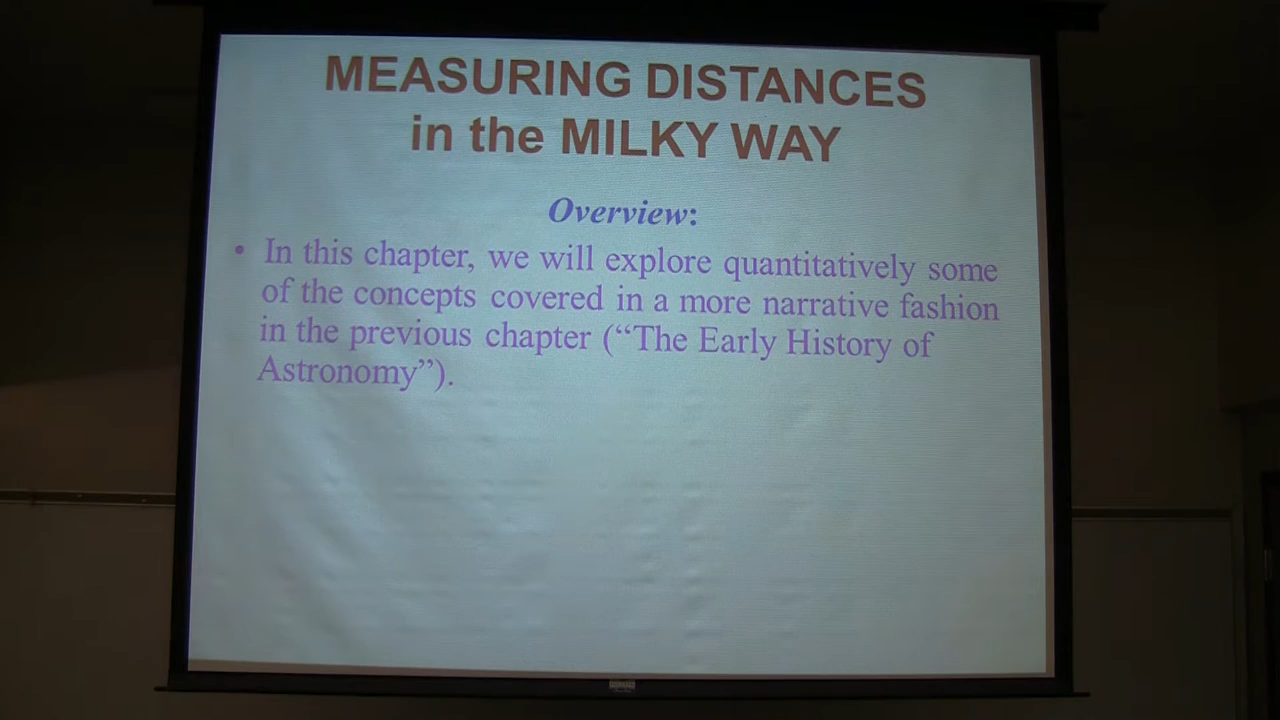 MEASURING DISTANCES
in the MILKY WAY
Overview:
• In this chapter, we will explore quantitatively some
of the concepts covered in a more narrative fashion
in the previous chapter (“The Early History of
Astronomy”).